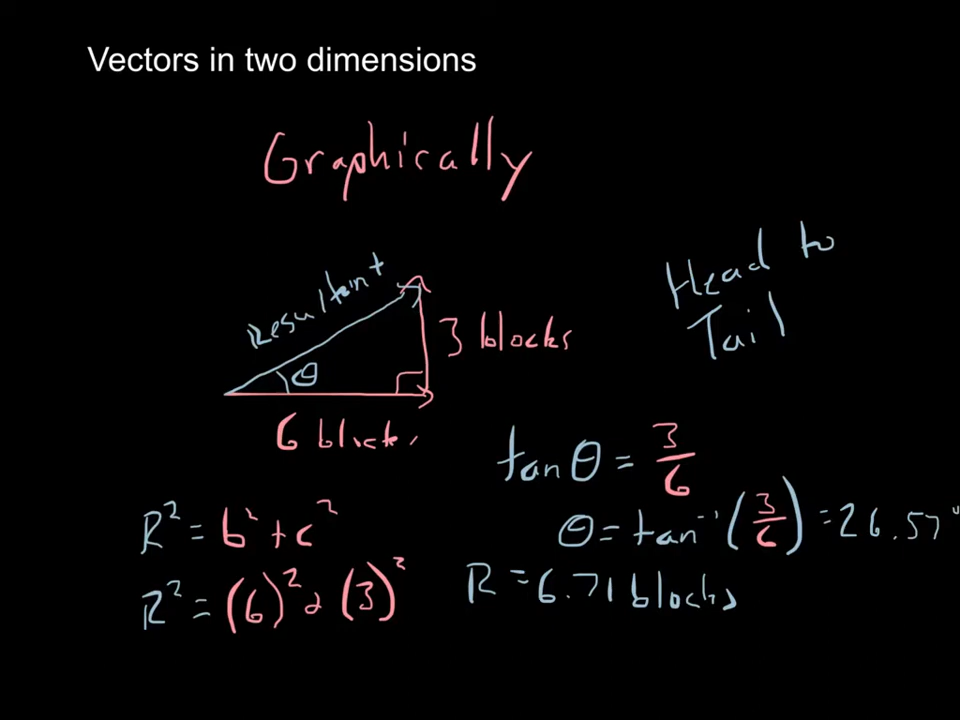 Vectors in two dimensions
Graphically
Head to
Tail
Resultant
3 blocks
θ
6 blocks
tanθ = 3/6
R² = b² + c²
θ = tan⁻¹ (3/6) = 26.57°
R² = (6)² + (3)²
R = 6.71 blocks